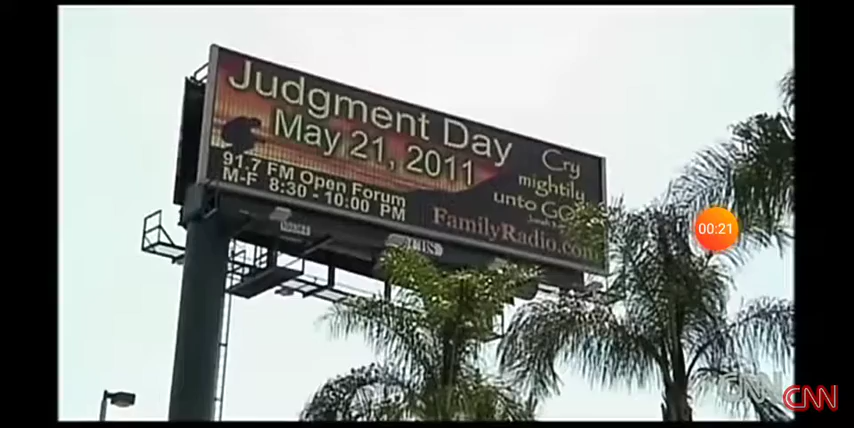 Judgment Day
May 21, 2011
91.7 FM Open Forum
M-F 8:30 - 10:00 PM
Cry
mightily
unto GOD
FamilyRadio.com
CBS
00:21
CNN
CNN